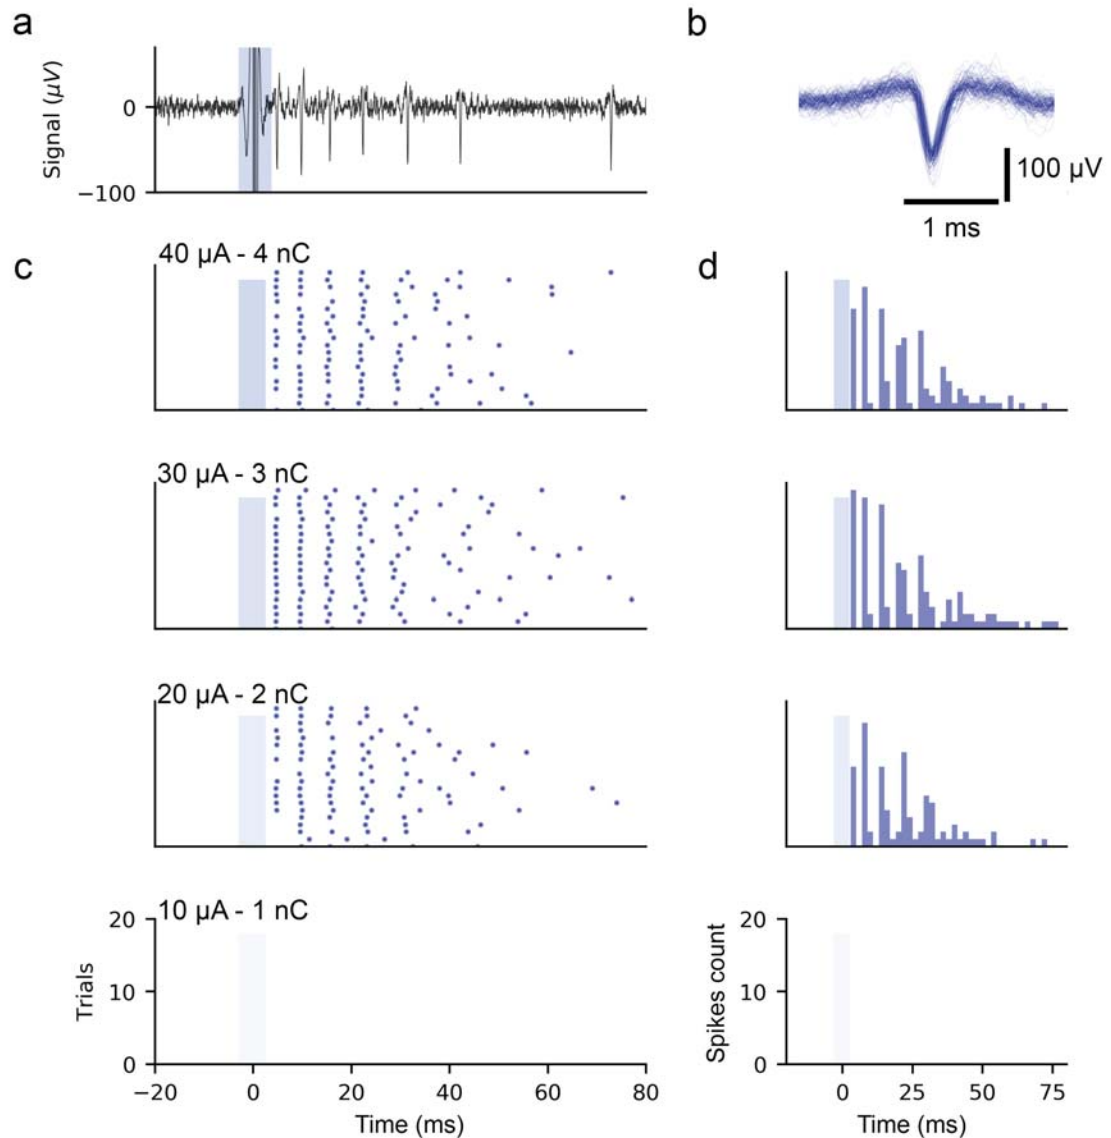 a
Signal (µV)
0
−100
b
100 µV
1 ms
c
40 µA - 4 nC
30 µA - 3 nC
20 µA - 2 nC
10 µA - 1 nC
Trials
20
10
0
−20 0 20 40 60 80
Time (ms)
d
Spikes count
20
10
0
0 25 50 75
Time (ms)